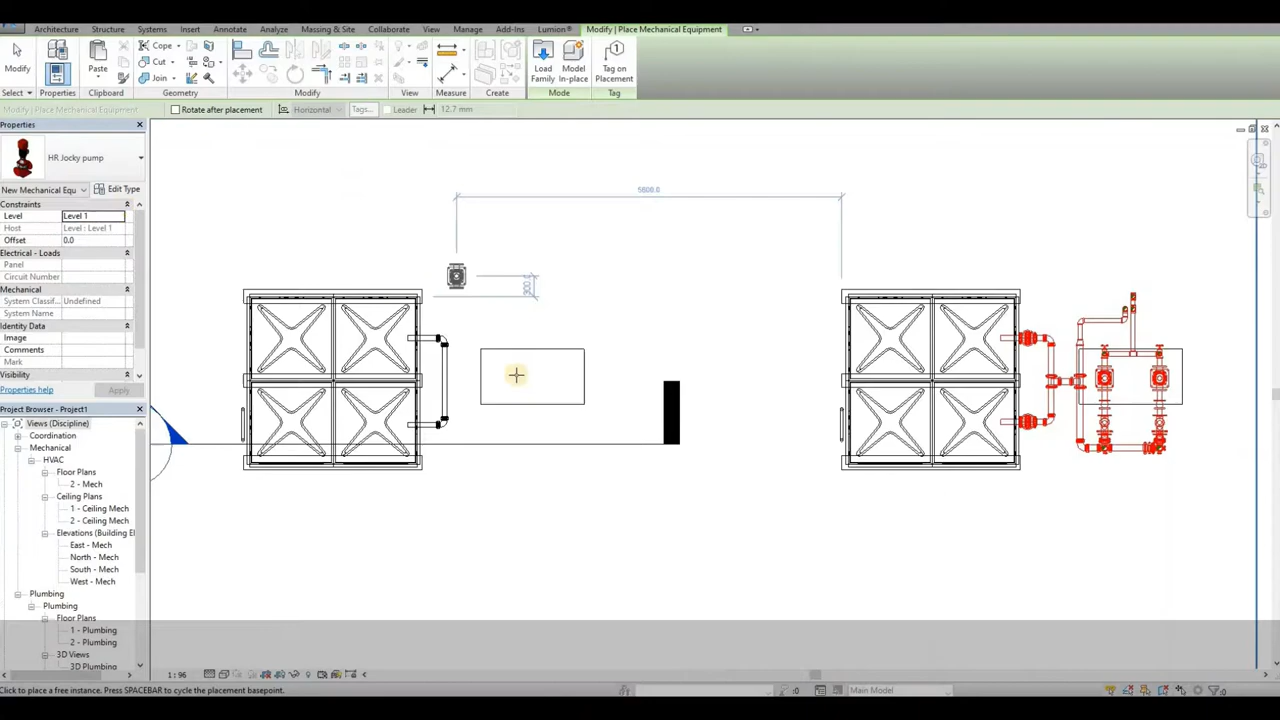 Architecture Structure Systems Insert Annotate Analyze Massing & Site Collaborate View Manage Add-Ins Lumion® Modify | Place Mechanical Equipment
Modify Paste Cope Cut Join Load Family Model In-place Tag on Placement
Select Properties Clipboard Geometry Modify View Measure Create Mode Tag
Modify | Place Mechanical Equipment Rotate after placement Horizontal Tags... Leader 12.7 mm
Properties
HR Jocky pump
New Mechanical Equ Edit Type
Constraints
Level Level 1
Host Level : Level 1
Offset 0.0
Electrical - Loads
Panel
Circuit Number
Mechanical
System Classif... Undefined
System Name
Identity Data
Image
Comments
Mark
Visibility
Properties help Apply
Project Browser - Project1
Views (Discipline)
Coordination
Mechanical
HVAC
Floor Plans
2 - Mech
Ceiling Plans
1 - Ceiling Mech
2 - Ceiling Mech
Elevations (Building El
East - Mech
North - Mech
South - Mech
West - Mech
Plumbing
Plumbing
Floor Plans
1 - Plumbing
2 - Plumbing
3D Views
3D Plumbing
1 : 96
Click to place a free instance. Press SPACEBAR to cycle the placement basepoint. :0 Main Model :0